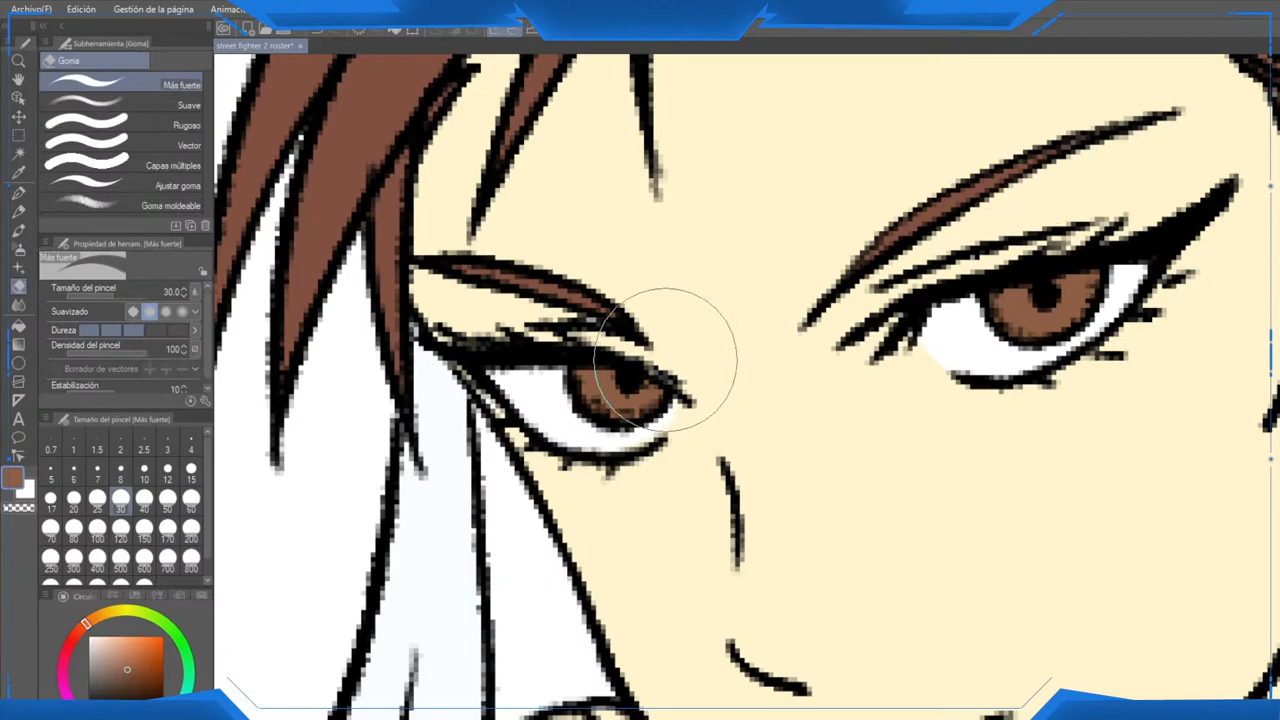 Archivo(F) Edición Gestión de la página Animació
Subherramienta (Goma)
street fighter 2 roster*
Goma
Más fuerte
Suave
Rugoso
Vector
Capas múltiples
Ajustar goma
Goma moldeable
Propiedad de herram. (Más fuerte)
Más fuerte
Tamaño del pincel 30.0
Suavizado
Dureza
Densidad del pincel 100
Borrador de vectores
Estabilización 10
Tamaño del pincel (Más fuerte)
0.7 1 1.5 2 2.5 3 4
5 6 7 8 10 12 15
17 20 25 30 40 50 60
70 80 100 120 150 170 200
250 300 400 500 600 700 800
Círculo